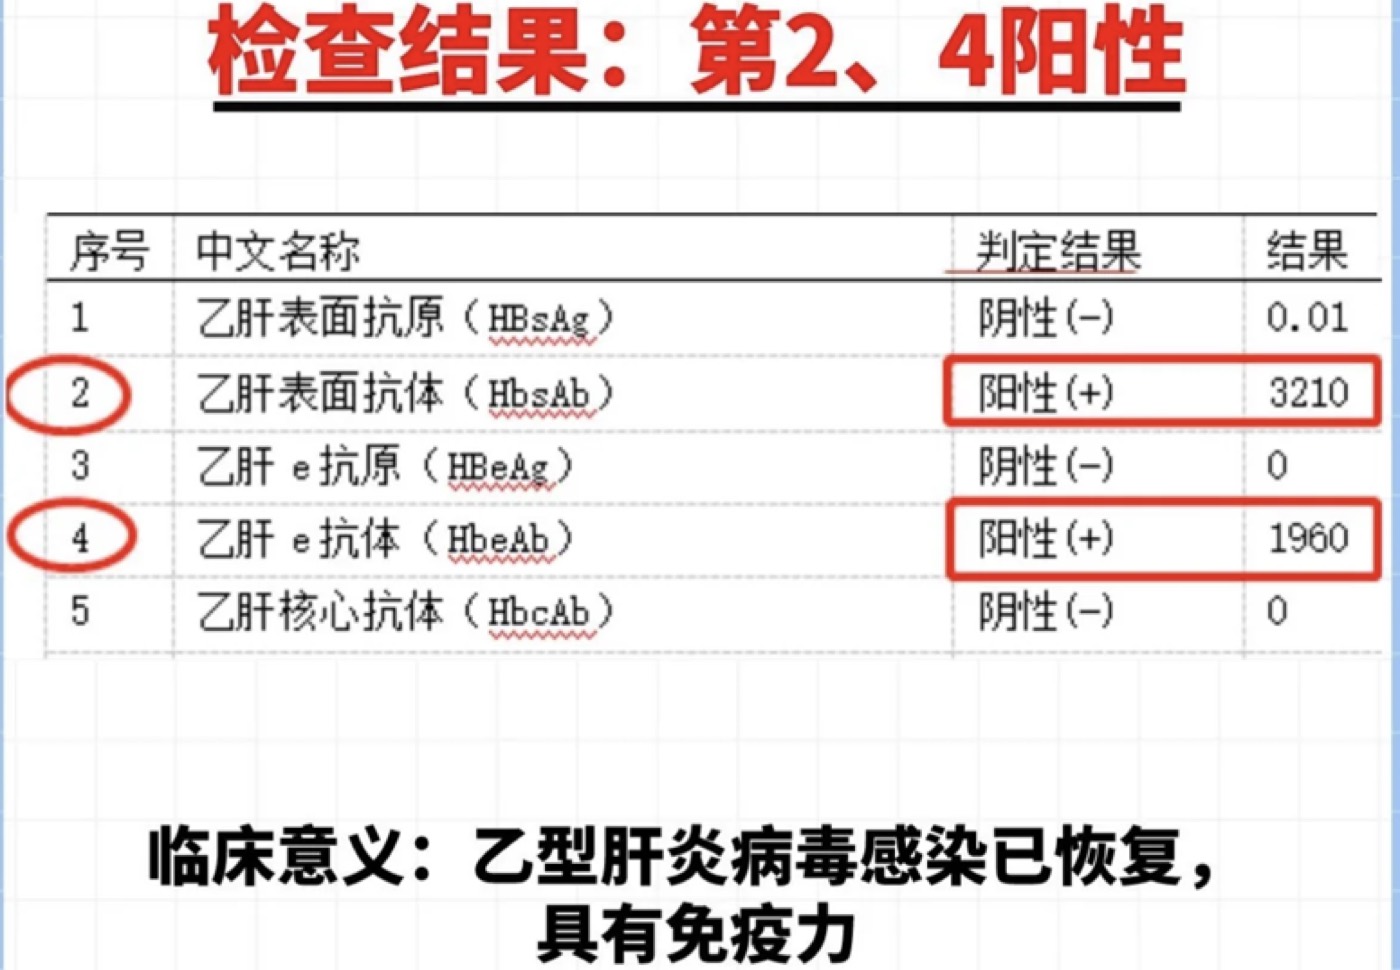 检查结果：第2、4阳性
序号 中文名称 判定结果 结果
1 乙肝表面抗原（HBsAg） 阴性(-) 0.01
2 乙肝表面抗体（HbsAb） 阳性(+) 3210
3 乙肝 e抗原（HBeAg） 阴性(-) 0
4 乙肝 e抗体（HbeAb） 阳性(+) 1960
5 乙肝核心抗体（HbcAb） 阴性(-) 0
临床意义：乙型肝炎病毒感染已恢复，
具有免疫力